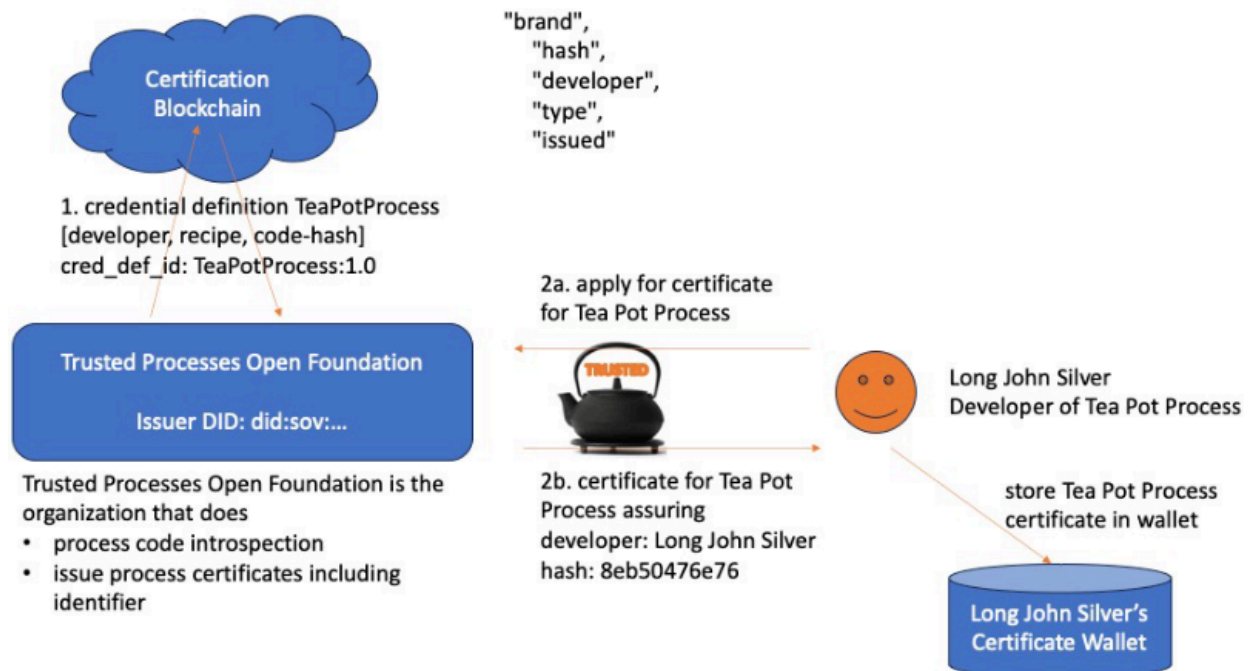 "brand",
"hash",
"developer",
"type",
"issued"
Certification
Blockchain
1. credential definition TeaPotProcess
[developer, recipe, code-hash]
cred_def_id: TeaPotProcess:1.0
2a. apply for certificate
for Tea Pot Process
Trusted Processes Open Foundation
Issuer DID: did:sov:...
TRUSTED
Long John Silver
Developer of Tea Pot Process
Trusted Processes Open Foundation is the
organization that does
• process code introspection
• issue process certificates including
identifier
2b. certificate for Tea Pot
Process assuring
developer: Long John Silver
hash: 8eb50476e76
store Tea Pot Process
certificate in wallet
Long John Silver's
Certificate Wallet